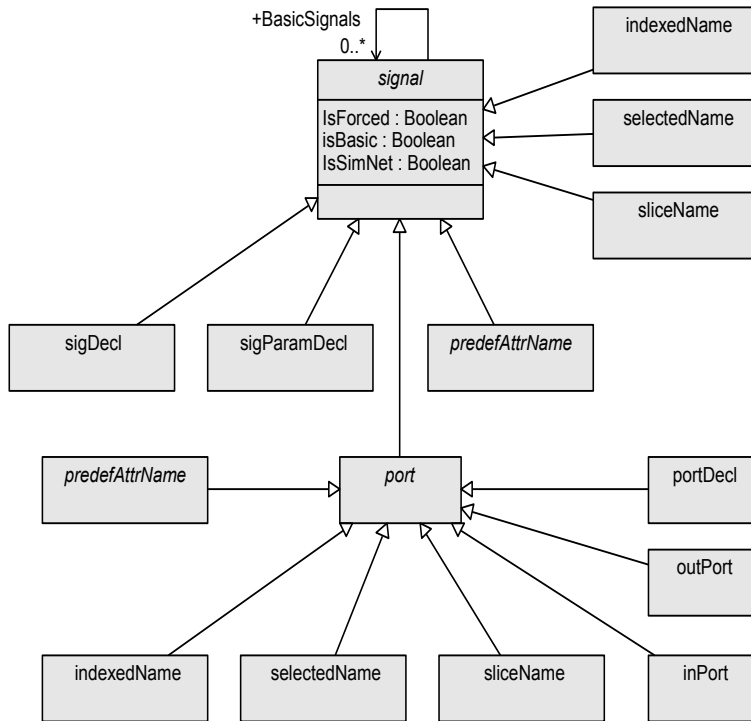 +BasicSignals
0..*
signal
IsForced : Boolean
isBasic : Boolean
IsSimNet : Boolean
indexedName
selectedName
sliceName
sigDecl
sigParamDecl
predefAttrName
predefAttrName
port
portDecl
outPort
indexedName
selectedName
sliceName
inPort